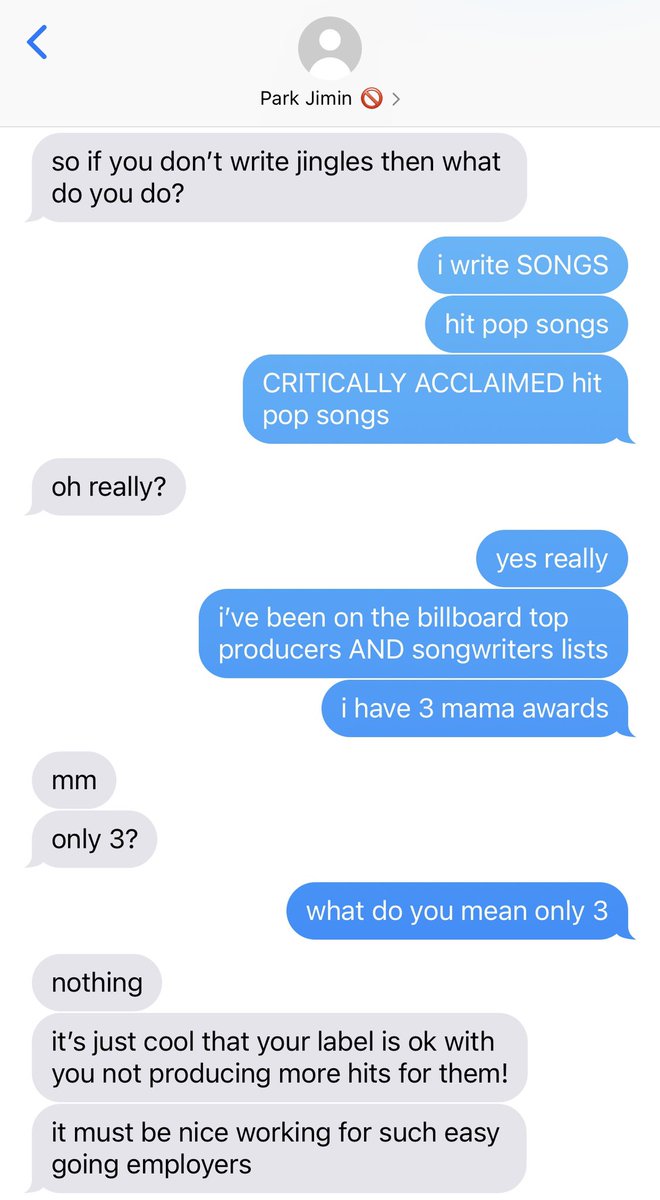 Park Jimin 🚫
so if you don’t write jingles then what
do you do?
i write SONGS
hit pop songs
CRITICALLY ACCLAIMED hit
pop songs
oh really?
yes really
i’ve been on the billboard top
producers AND songwriters lists
i have 3 mama awards
mm
only 3?
what do you mean only 3
nothing
it’s just cool that your label is ok with
you not producing more hits for them!
it must be nice working for such easy
going employers